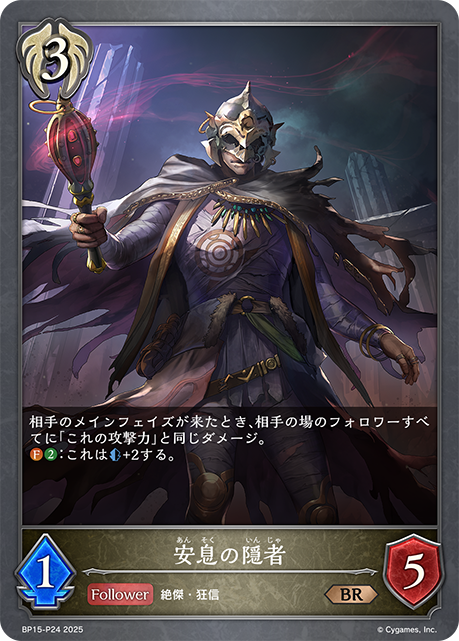 3
相手のメインフェイズが来たとき、相手の場のフォロワーすべ
てに「これの攻撃力」と同じダメージ。
F2:これは+2する。
あんそく いんじゃ
安息の隠者
1
Follower 絶傑・狂信
BR
5
BP15-P24 2025
© Cygames, Inc.